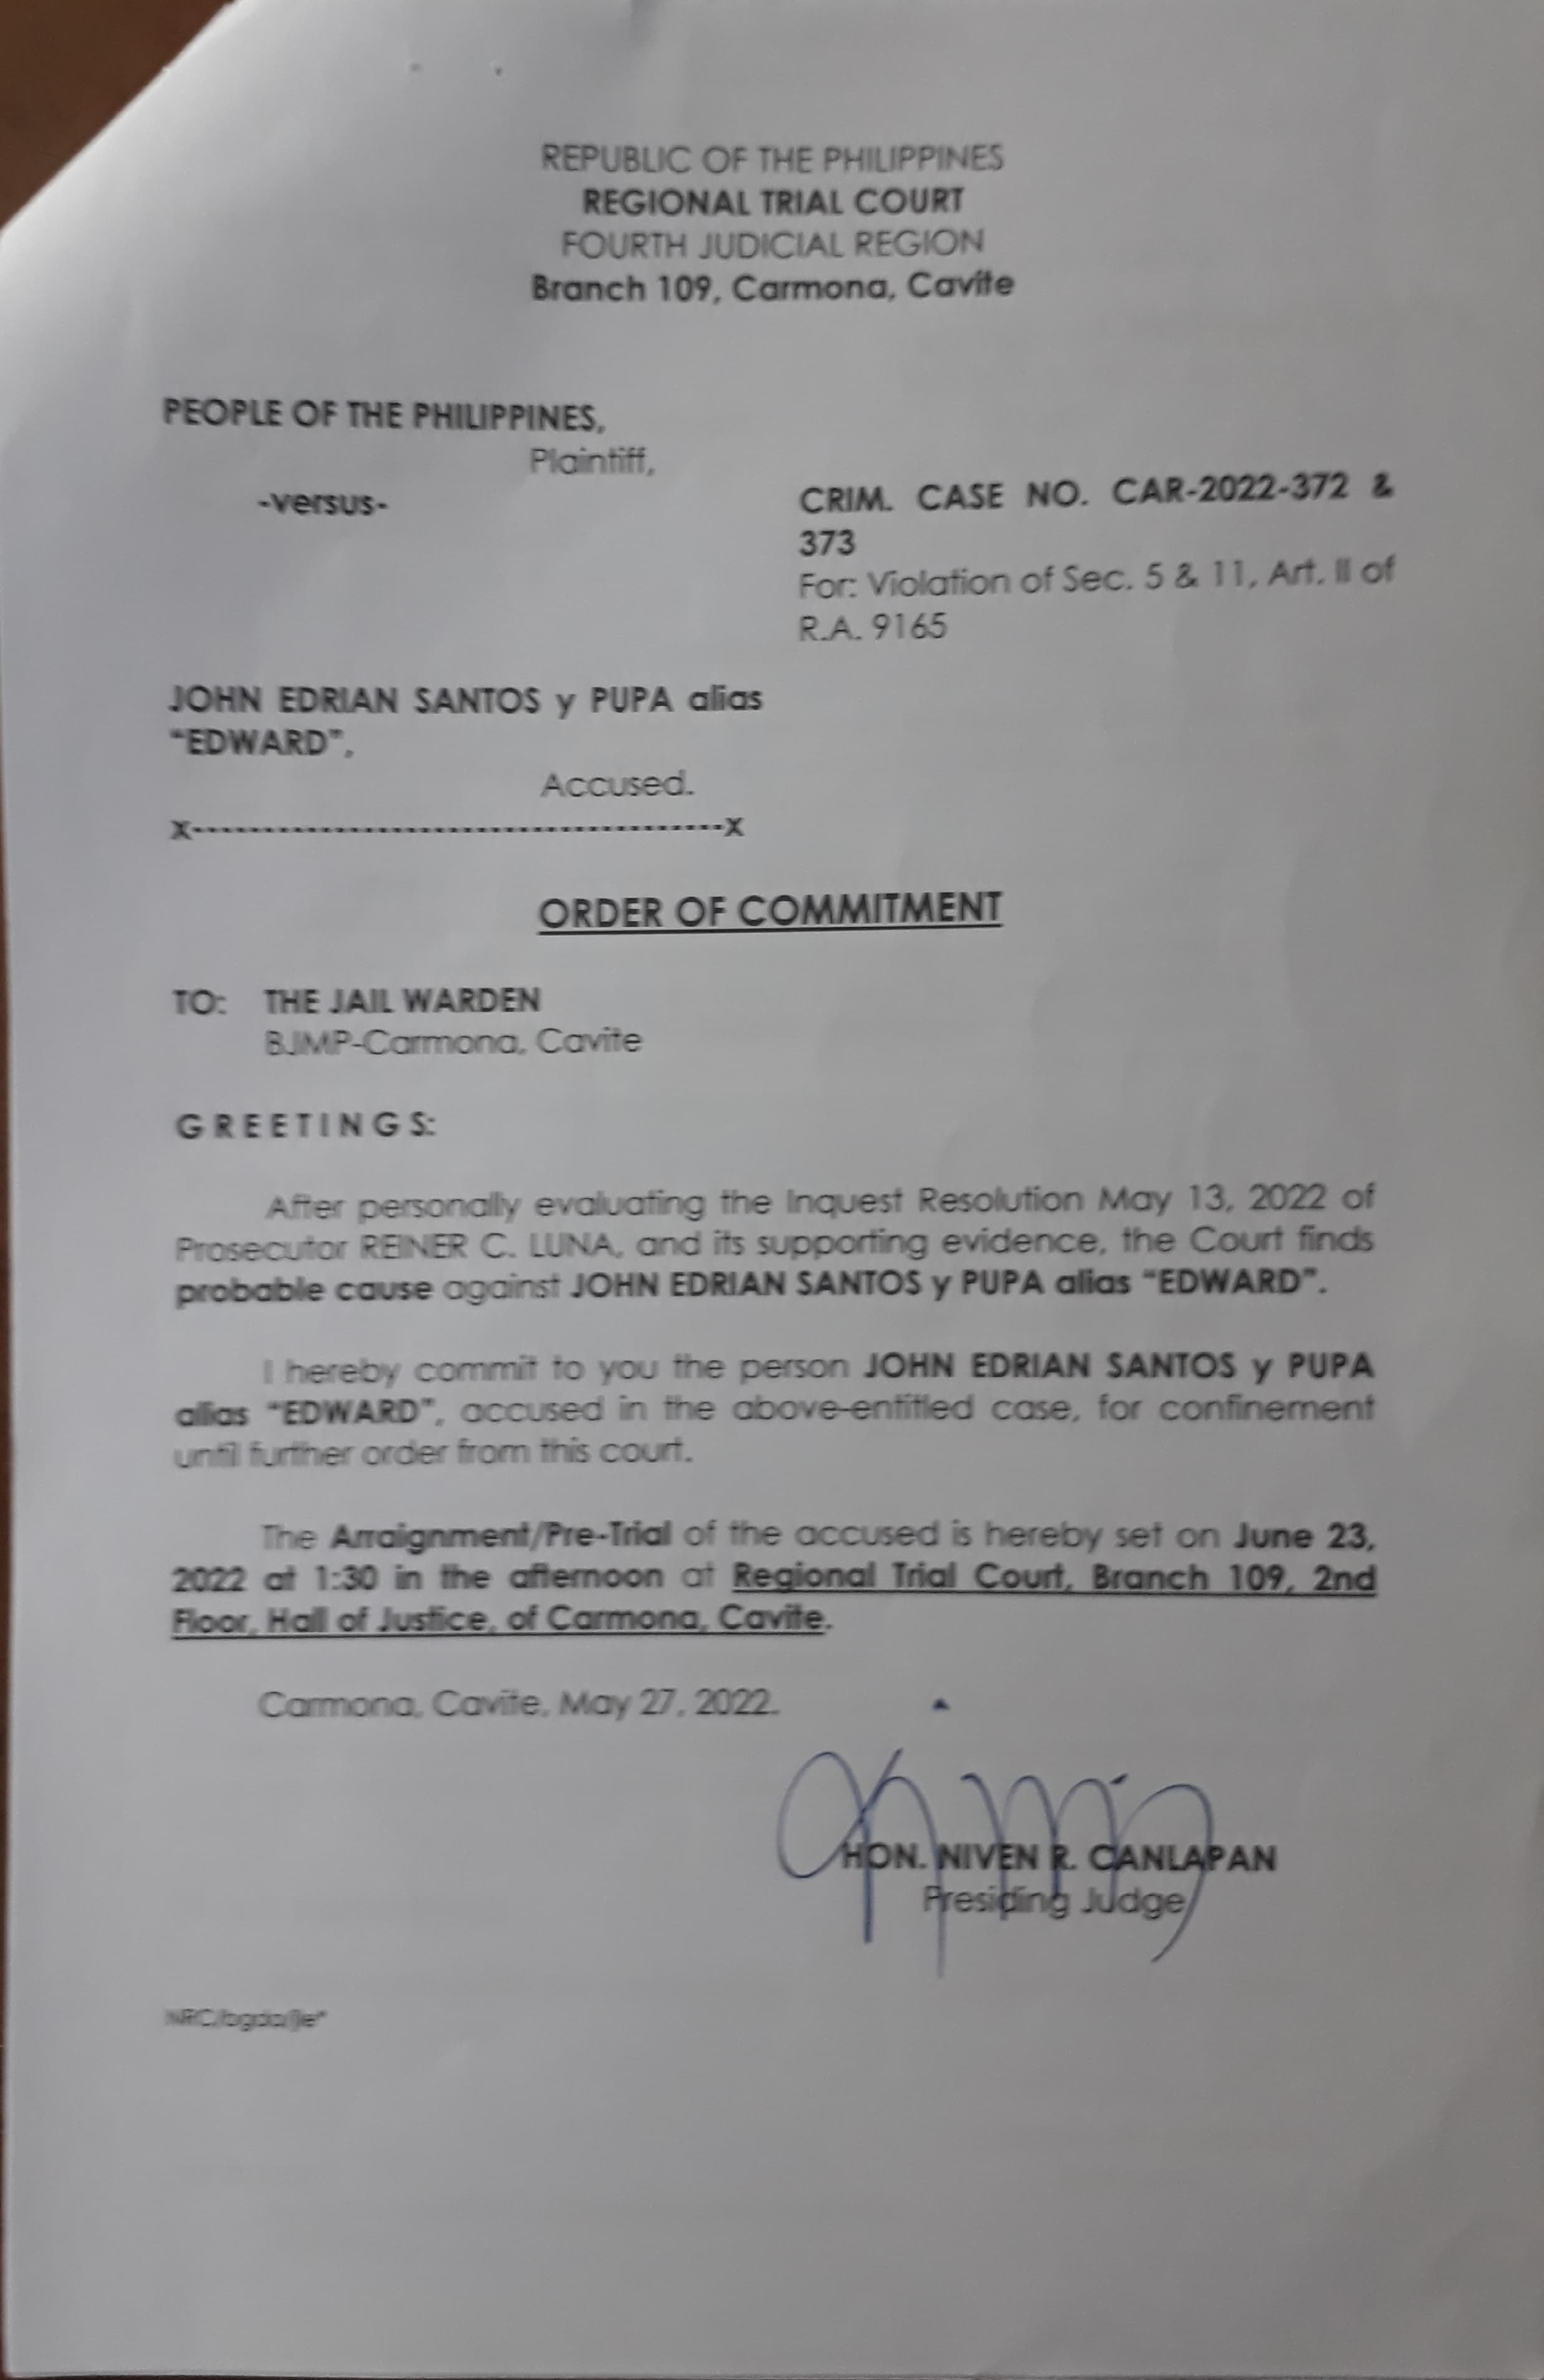 REPUBLIC OF THE PHILIPPINES
REGIONAL TRIAL COURT
FOURTH JUDICIAL REGION
Branch 109, Carmona, Cavite
PEOPLE OF THE PHILIPPINES,
Plaintiff,
-versus-
CRIM. CASE NO. CAR-2022-372 &
373
For: Violation of Sec. 5 & 11, Art. II of
R.A. 9165
JOHN EDRIAN SANTOS y PUPA alias
"EDWARD",
Accused.
X-------------------------------------X
ORDER OF COMMITMENT
TO: THE JAIL WARDEN
BJMP-Carmona, Cavite
G R E E T I N G S:
After personally evaluating the Inquest Resolution May 13, 2022 of
Prosecutor REINER C. LUNA, and its supporting evidence, the Court finds
probable cause against JOHN EDRIAN SANTOS y PUPA alias "EDWARD".
I hereby commit to you the person JOHN EDRIAN SANTOS y PUPA
alias "EDWARD", accused in the above-entitled case, for confinement
until further order from this court.
The Arraignment/Pre-Trial of the accused is hereby set on June 23,
2022 at 1:30 in the afternoon at Regional Trial Court, Branch 109, 2nd
Floor, Hall of Justice, of Carmona, Cavite.
Carmona, Cavite, May 27, 2022.
HON. NIVEN R. CANLAPAN
Presiding Judge